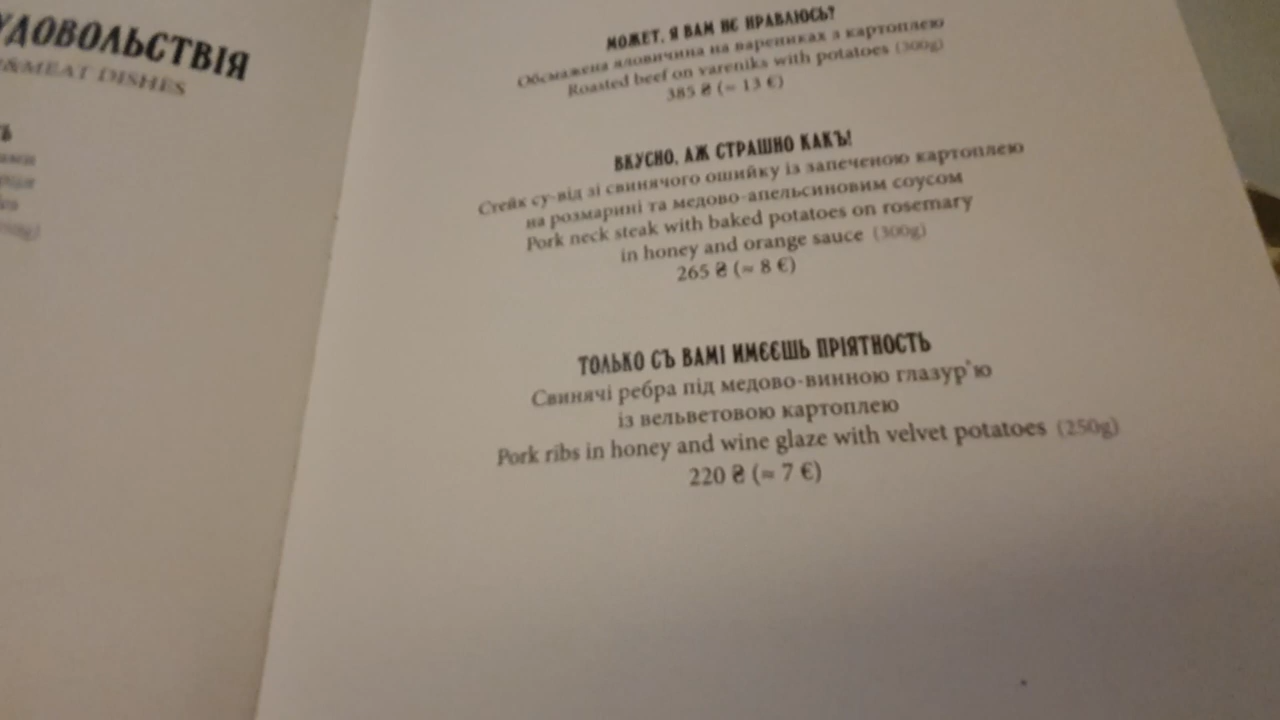 УДОВОЛЬСТВІЯ
&MEAT DISHES
МОЖЕТ, Я ВАМ НЄ НРАВЛЮСЬ?
Обсмажена яловичина на варениках з картоплею
Roasted beef on vareniks with potatoes (300g)
385 ₴ (≈ 13 €)
ВКУСНО, АЖ СТРАШНО КАКЪ!
Стейк су-від зі свинячого ошийку із запеченою картоплею
на розмарині та медово-апельсиновим соусом
Pork neck steak with baked potatoes on rosemary
in honey and orange sauce (300g)
265 ₴ (≈ 8 €)
ТОЛЬКО СЪ ВАМІ ИМЄЄШЬ ПРІЯТНОСТЬ
Свинячі ребра під медово-винною глазур'ю
із вельветовою картоплею
Pork ribs in honey and wine glaze with velvet potatoes (250g)
220 ₴ (≈ 7 €)